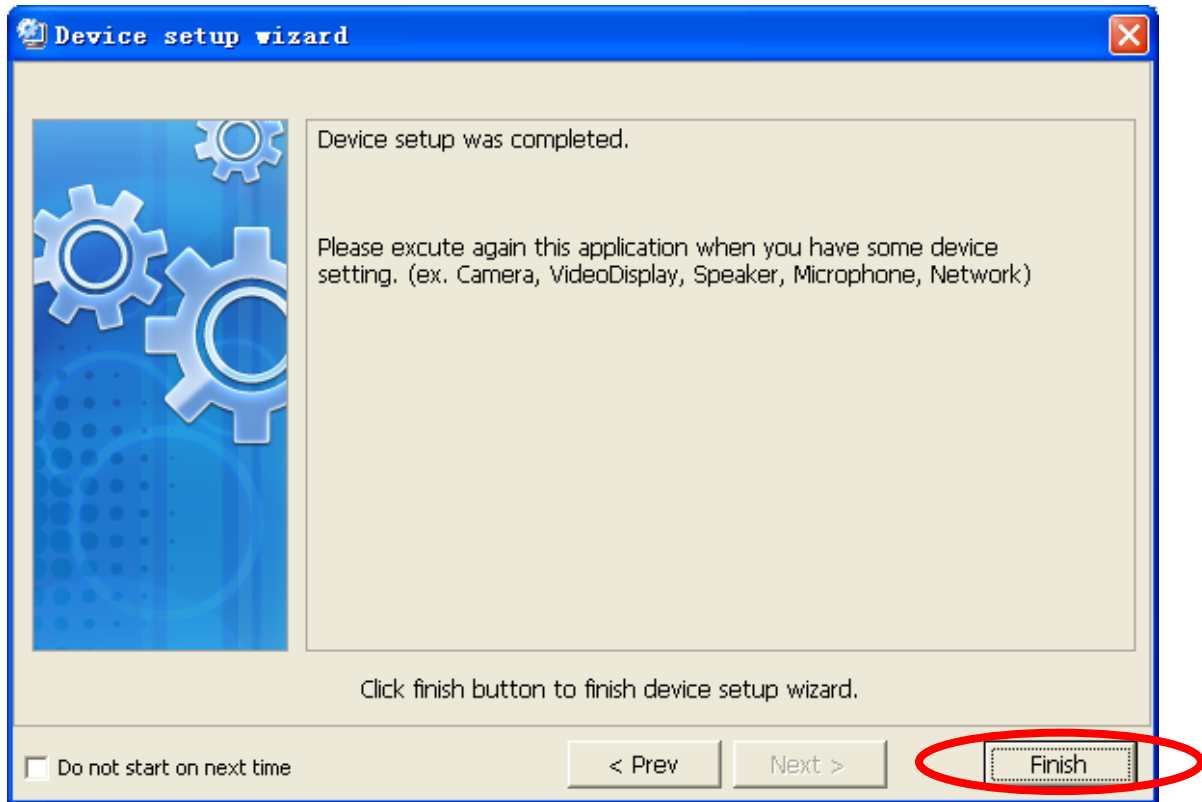 Device setup wizard
Device setup was completed.
Please excute again this application when you have some device
setting. (ex. Camera, VideoDisplay, Speaker, Microphone, Network)
Click finish button to finish device setup wizard.
Do not start on next time
< Prev
Next >
Finish